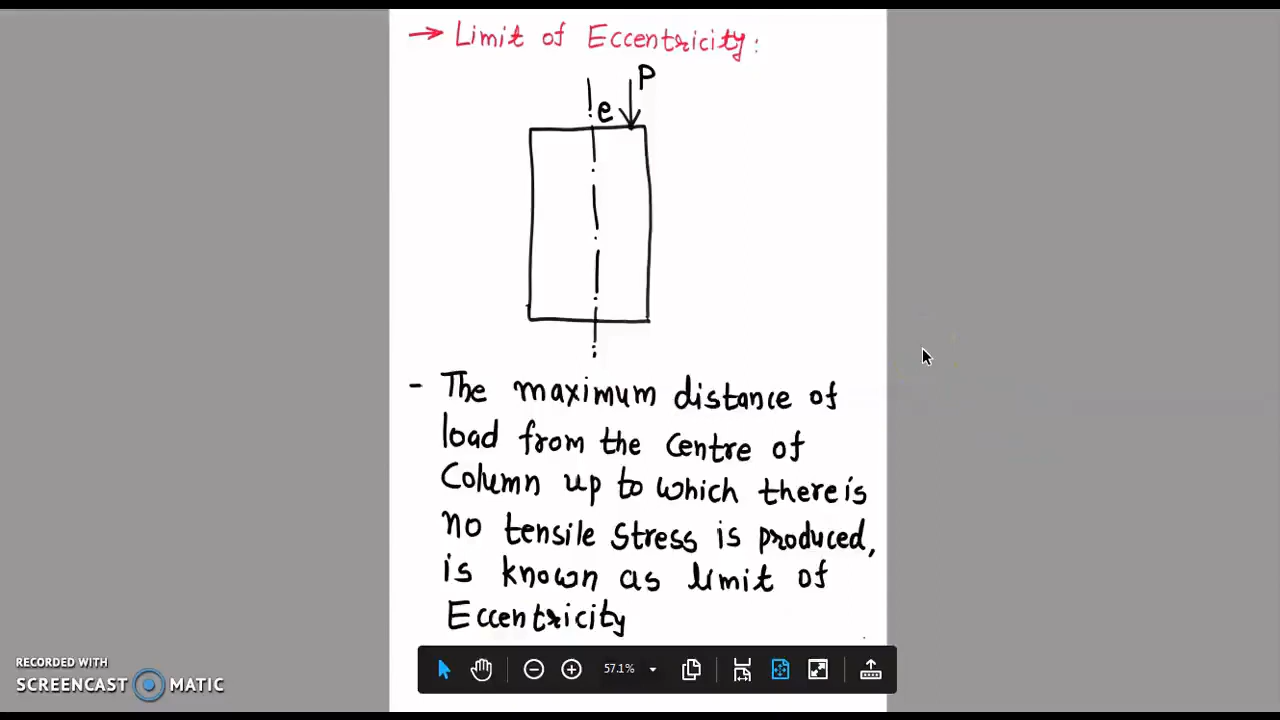 → Limit of Eccentricity:
P
e
- The maximum distance of
load from the centre of
Column up to which there is
no tensile stress is produced,
is known as limit of
Eccentricity
57.1%
RECORDED WITH
SCREENCAST MATIC